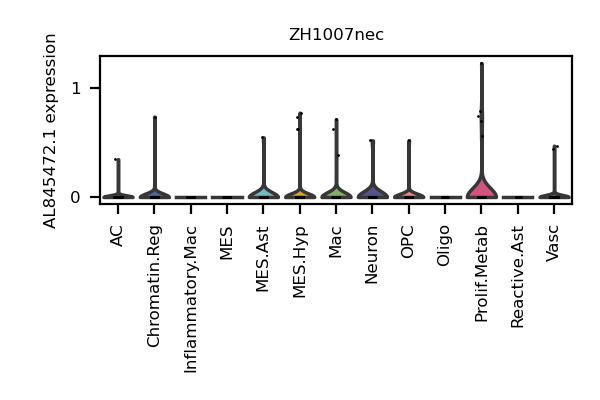 ZH1007nec
AL845472.1 expression
1
0
AC
Chromatin.Reg
Inflammatory.Mac
MES
MES.Ast
MES.Hyp
Mac
Neuron
OPC
Oligo
Prolif.Metab
Reactive.Ast
Vasc